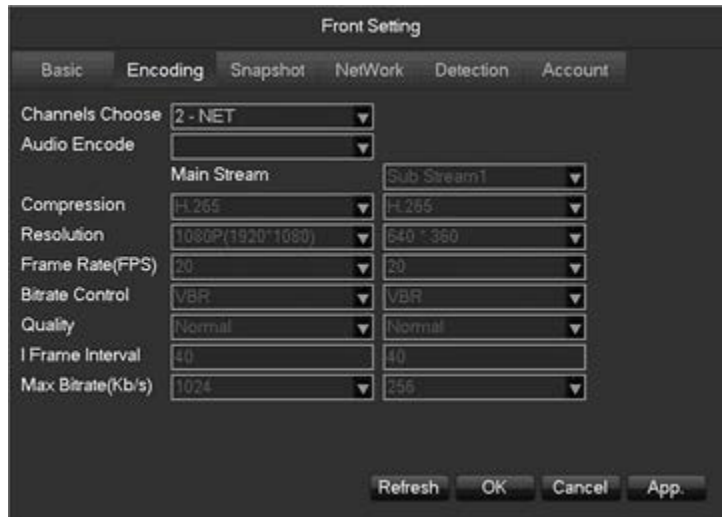 Front Setting
Basic Encoding Snapshot NetWork Detection Account
Channels Choose 2 - NET
Audio Encode
Main Stream Sub Stream1
Compression H.265 H.265
Resolution 1080P(1920*1080) 640 * 360
Frame Rate(FPS) 20 20
Bitrate Control VBR VBR
Quality Normal Normal
I Frame Interval 40 40
Max Bitrate(Kb/s) 1024 256
Refresh OK Cancel App.